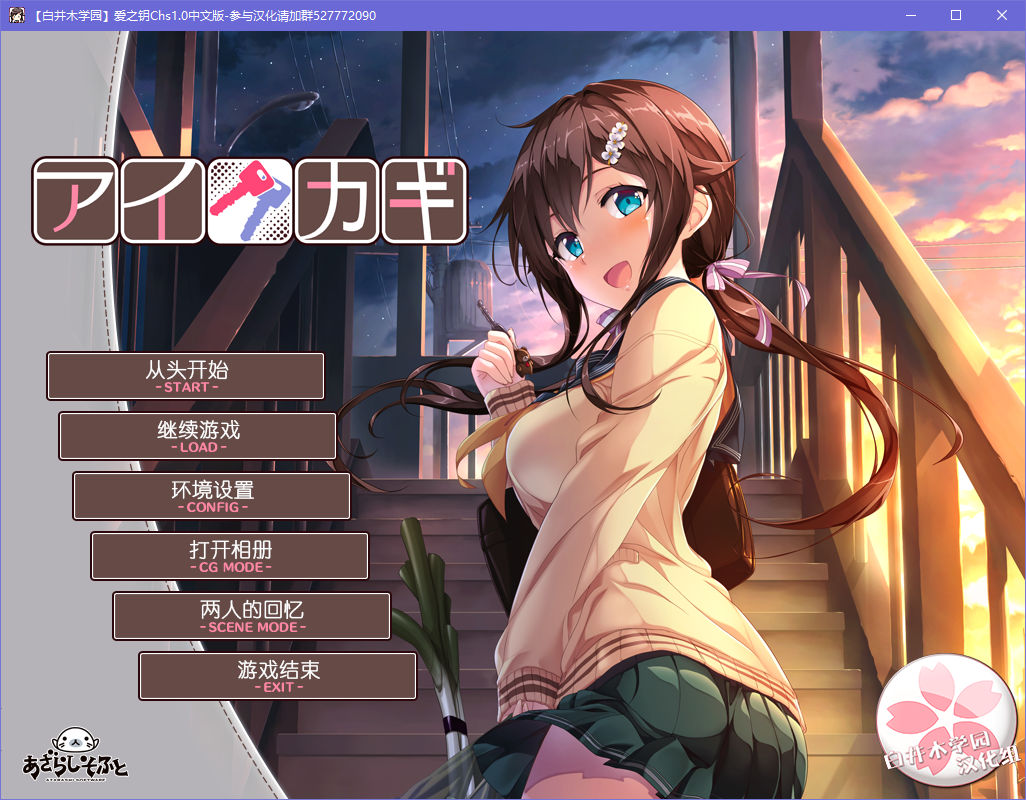 【白井木学园】爱之钥Chs1.0中文版-参与汉化请加群527772090
アイカギ
从头开始
-START-
继续游戏
-LOAD-
环境设置
-CONFIG-
打开相册
-CG MODE-
两人的回忆
-SCENE MODE-
游戏结束
-EXIT-
あざらしそふと
AZARASHI SOFTWARE
白井木学园
汉化组